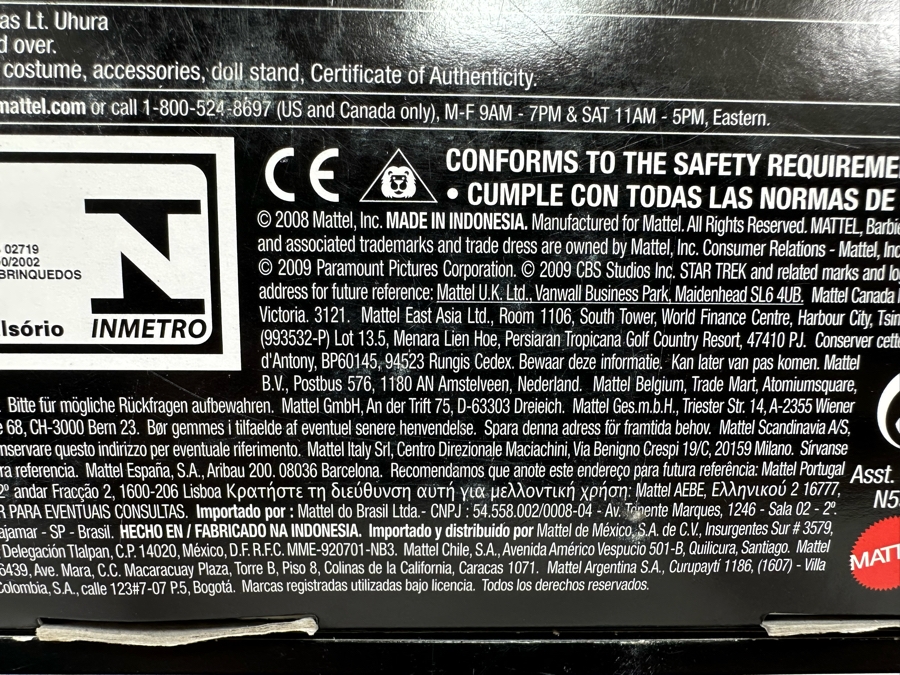 as Lt. Uhura
d over.
costume, accessories, doll stand, Certificate of Authenticity.
mattel.com or call 1-800-524-8697 (US and Canada only), M-F 9AM - 7PM & SAT 11AM - 5PM, Eastern.
CE
CONFORMS TO THE SAFETY REQUIREME
• CUMPLE CON TODAS LAS NORMAS DE
02719
0/2002
BRINQUEDOS
lsório
INMETRO
© 2008 Mattel, Inc. MADE IN INDONESIA. Manufactured for Mattel. All Rights Reserved. MATTEL, Barbie
and associated trademarks and trade dress are owned by Mattel, Inc. Consumer Relations - Mattel, Inc
© 2009 Paramount Pictures Corporation. © 2009 CBS Studios Inc. STAR TREK and related marks and lo
address for future reference: Mattel U.K. Ltd., Vanwall Business Park, Maidenhead SL6 4UB. Mattel Canada
Victoria. 3121. Mattel East Asia Ltd., Room 1106, South Tower, World Finance Centre, Harbour City, Tsim
(993532-P) Lot 13.5, Menara Lien Hoe, Persiaran Tropicana Golf Country Resort, 47410 PJ. Conserver cett
d'Antony, BP60145, 94523 Rungis Cedex. Bewaar deze informatie. Kan later van pas komen. Mattel
B.V., Postbus 576, 1180 AN Amstelveen, Nederland. Mattel Belgium, Trade Mart, Atomiumsquare,
. Bitte für mögliche Rückfragen aufbewahren. Mattel GmbH, An der Trift 75, D-63303 Dreieich. Mattel Ges.m.b.H., Triester Str. 14, A-2355 Wiener
e 68, CH-3000 Bern 23. Bør gemmes i tilfaelde af eventuel senere henvendelse. Spara denna adress för framtida behov. Mattel Scandinavia A/S,
nservare questo indirizzo per eventuale riferimento. Mattel Italy Srl, Centro Direzionale Maciachini, Via Benigno Crespi 19/C, 20159 Milano. Sírvanse
ra referencia. Mattel España, S.A., Aribau 200. 08036 Barcelona. Recomendamos que anote este endereço para futura referência: Mattel Portugal
2º andar Fracção 2, 1600-206 Lisboa Κρατήστε τη διεύθυνση αυτή για μελλοντική χρήση: Mattel AEBE, Ελληνικού 2 16777,
R PARA EVENTUAIS CONSULTAS. Importado por : Mattel do Brasil Ltda.- CNPJ : 54.558.002/0008-04 - Av. Tenente Marques, 1246 - Sala 02 - 2º.
ajamar - SP - Brasil. HECHO EN / FABRICADO NA INDONESIA. Importado y distribuido por Mattel de México, S.A. de C.V., Insurgentes Sur # 3579,
Delegación Tlalpan, C.P. 14020, México, D.F. R.F.C. MME-920701-NB3. Mattel Chile, S.A., Avenida Américo Vespucio 501-B, Quilicura, Santiago. Mattel
6439, Ave. Mara, C.C. Macaracuay Plaza, Torre B, Piso 8, Colinas de la California, Caracas 1071. Mattel Argentina S.A., Curupaytí 1186, (1607) - Villa
Colombia, S.A., calle 123#7-07 P.5, Bogotá. Marcas registradas utilizadas bajo licencia. Todos los derechos reservados.
Asst.
N5
MATT